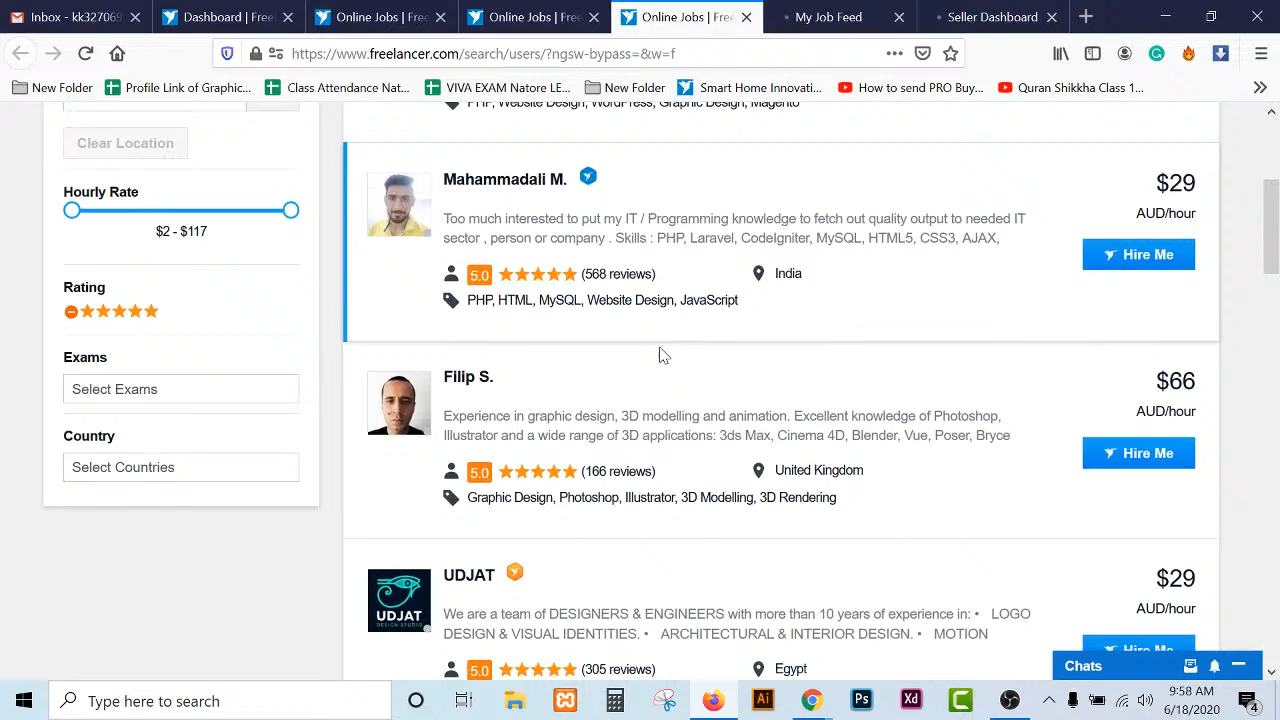 Inbox - kk327069
Dashboard | Free
Online Jobs | Free
Online Jobs | Free
Online Jobs | Free
My Job Feed
Seller Dashboard
https://www.freelancer.com/search/users/?ngsw-bypass=&w=f
New Folder
Profile Link of Graphic...
Class Attendance Nat...
VIVA EXAM Natore LE...
New Folder
Smart Home Innovati...
How to send PRO Buy...
Quran Shikkha Class 1...
PHP, Website Design, WordPress, Graphic Design, Magento
Clear Location
Hourly Rate
$2 - $117
Rating
Exams
Select Exams
Country
Select Countries
Mahammadali M.
$29
AUD/hour
Too much interested to put my IT / Programming knowledge to fetch out quality output to needed IT
sector , person or company . Skills : PHP, Laravel, CodeIgniter, MySQL, HTML5, CSS3, AJAX,
Hire Me
5.0 (568 reviews) India
PHP, HTML, MySQL, Website Design, JavaScript
Filip S.
$66
AUD/hour
Experience in graphic design, 3D modelling and animation. Excellent knowledge of Photoshop,
Illustrator and a wide range of 3D applications: 3ds Max, Cinema 4D, Blender, Vue, Poser, Bryce
Hire Me
5.0 (166 reviews) United Kingdom
Graphic Design, Photoshop, Illustrator, 3D Modelling, 3D Rendering
UDJAT
DESIGN STUDIO
UDJAT
$29
AUD/hour
We are a team of DESIGNERS & ENGINEERS with more than 10 years of experience in: • LOGO
DESIGN & VISUAL IDENTITIES. • ARCHITECTURAL & INTERIOR DESIGN. • MOTION
Hire Me
5.0 (305 reviews) Egypt
Chats
Type here to search
Ai
Ps
Xd
9:58 AM
6/18/2020
4